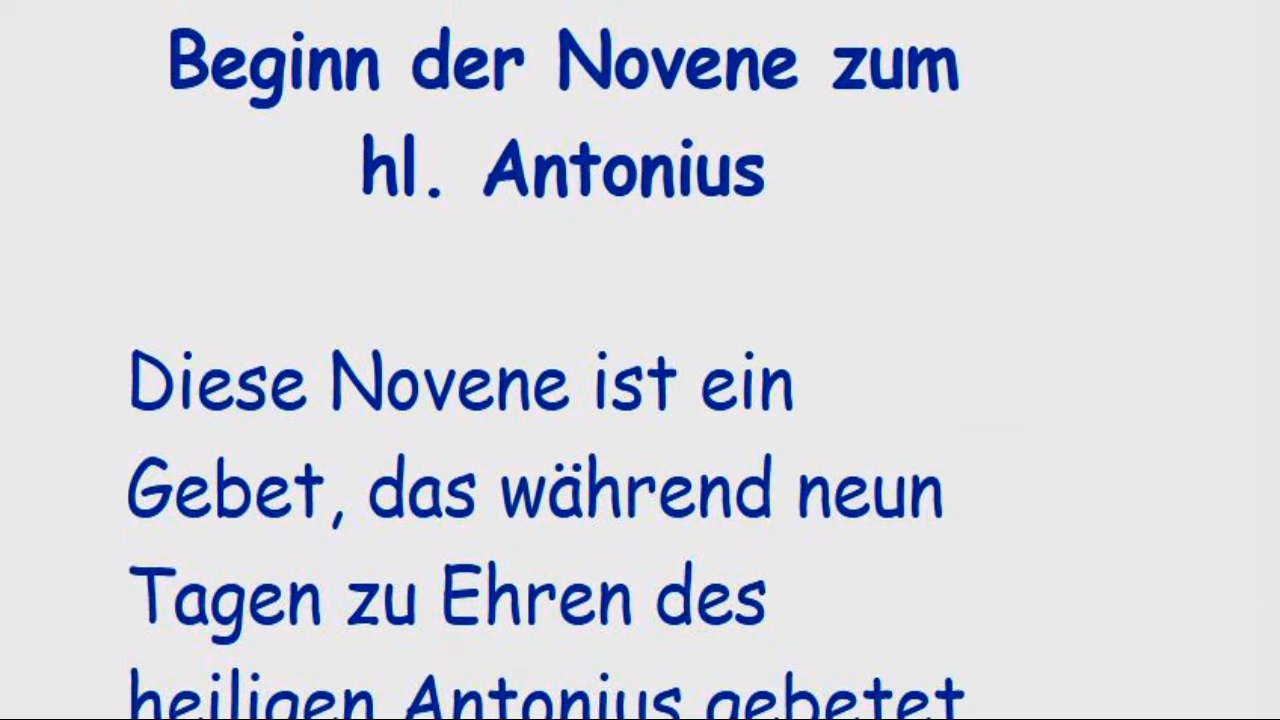 Beginn der Novene zum
hl. Antonius
Diese Novene ist ein
Gebet, das während neun
Tagen zu Ehren des
heiligen Antonius gebetet